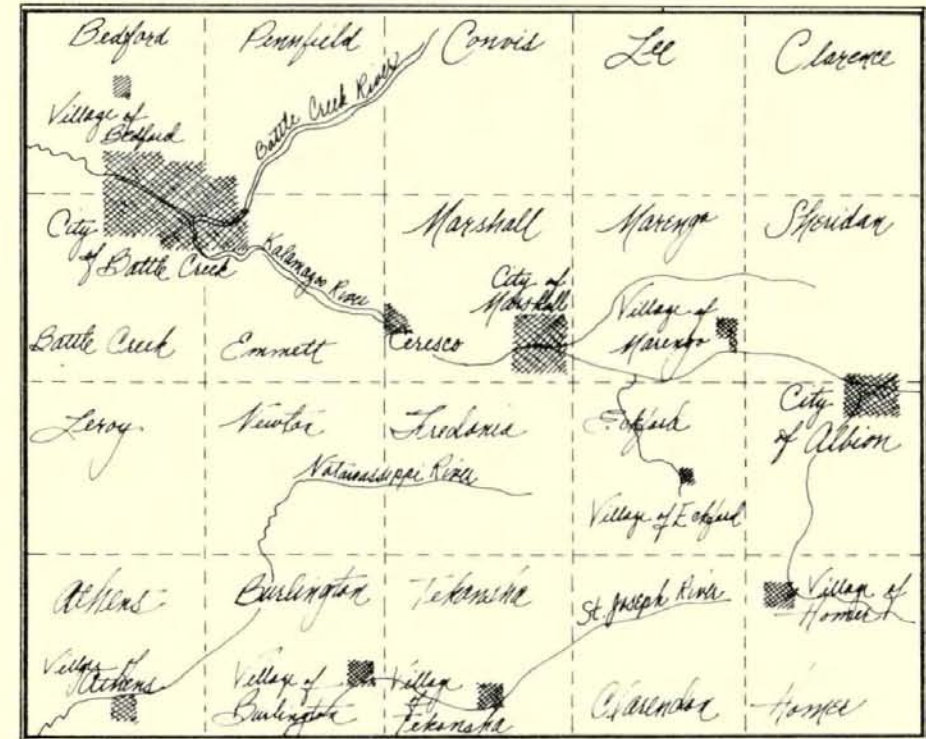 Bedford
Pennfield
Convis
Lee
Clarence
Village of
Bedford
Battle Creek River
City
of Battle Creek
Kalamazoo River
Marshall
Marengo
Sheridan
City of
Marshall
Village of
Marengo
Battle Creek
Emmett
Ceresco
Leroy
Newton
Fredonia
Eckford
City
of Albion
River
Village of Eckford
Athens
Burlington
Tekonsha
St. Joseph River
Village of
Homer
Village of
Athens
Village of
Burlington
Village
of
Tekonsha
Clarendon
Homer